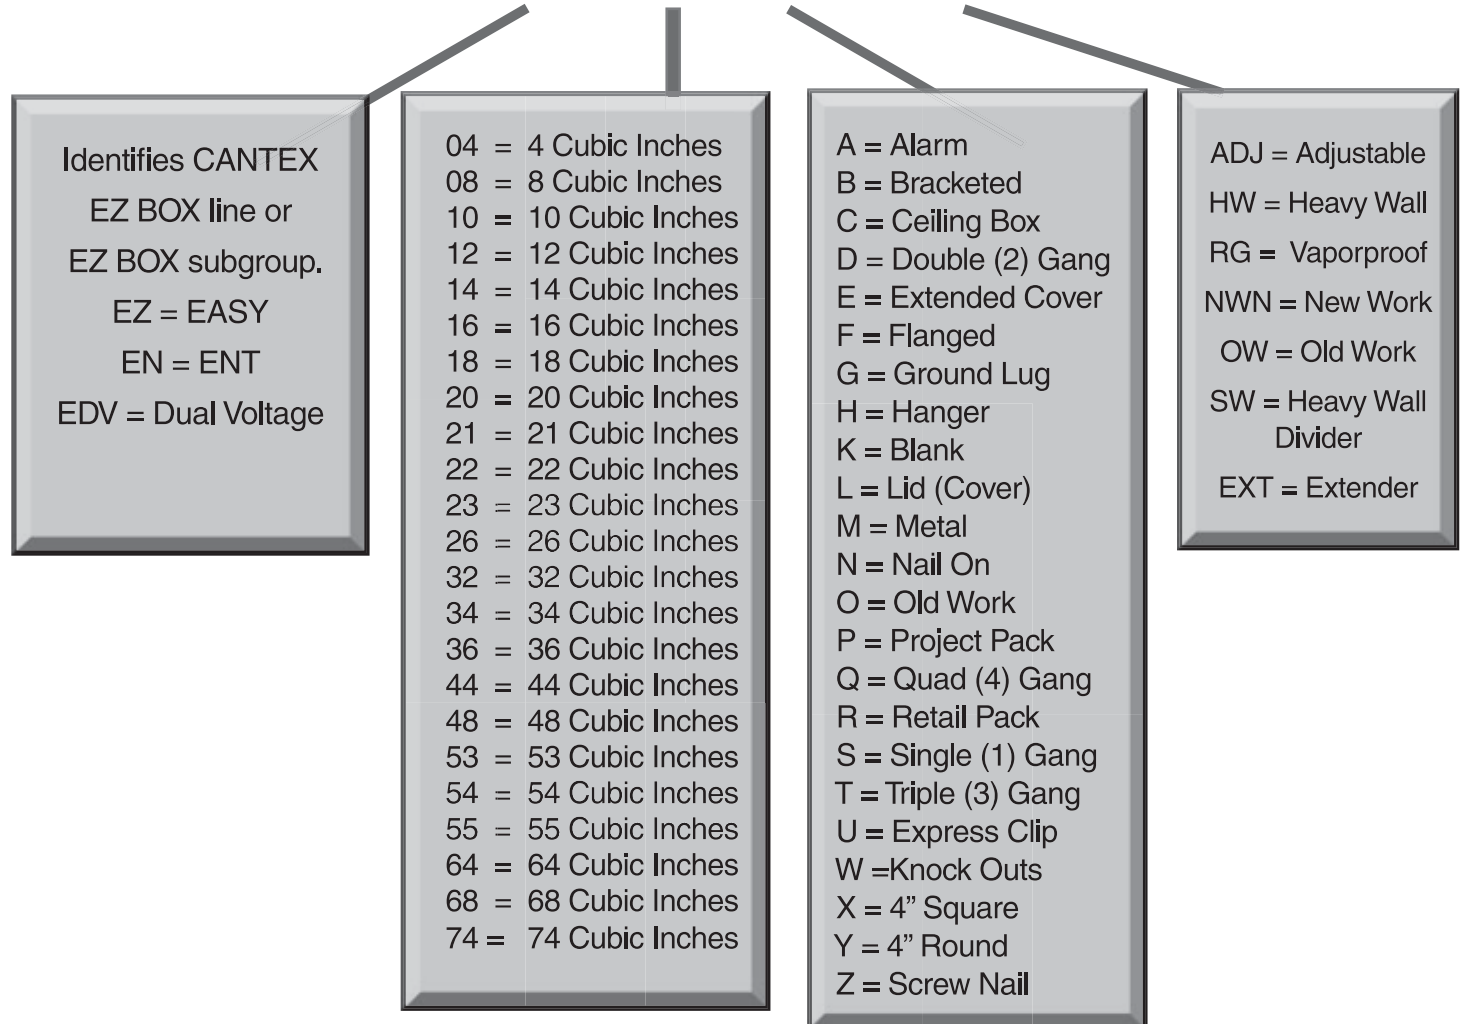 Identifies CANTEX
EZ BOX line or
EZ BOX subgroup.
EZ = EASY
EN = ENT
EDV = Dual Voltage
04 = 4 Cubic Inches
08 = 8 Cubic Inches
10 = 10 Cubic Inches
12 = 12 Cubic Inches
14 = 14 Cubic Inches
16 = 16 Cubic Inches
18 = 18 Cubic Inches
20 = 20 Cubic Inches
21 = 21 Cubic Inches
22 = 22 Cubic Inches
23 = 23 Cubic Inches
26 = 26 Cubic Inches
32 = 32 Cubic Inches
34 = 34 Cubic Inches
36 = 36 Cubic Inches
44 = 44 Cubic Inches
48 = 48 Cubic Inches
53 = 53 Cubic Inches
54 = 54 Cubic Inches
55 = 55 Cubic Inches
64 = 64 Cubic Inches
68 = 68 Cubic Inches
74 = 74 Cubic Inches
A = Alarm
B = Bracketed
C = Ceiling Box
D = Double (2) Gang
E = Extended Cover
F = Flanged
G = Ground Lug
H = Hanger
K = Blank
L = Lid (Cover)
M = Metal
N = Nail On
O = Old Work
P = Project Pack
Q = Quad (4) Gang
R = Retail Pack
S = Single (1) Gang
T = Triple (3) Gang
U = Express Clip
W =Knock Outs
X = 4” Square
Y = 4” Round
Z = Screw Nail
ADJ = Adjustable
HW = Heavy Wall
RG = Vaporproof
NWN = New Work
OW = Old Work
SW = Heavy Wall
Divider
EXT = Extender